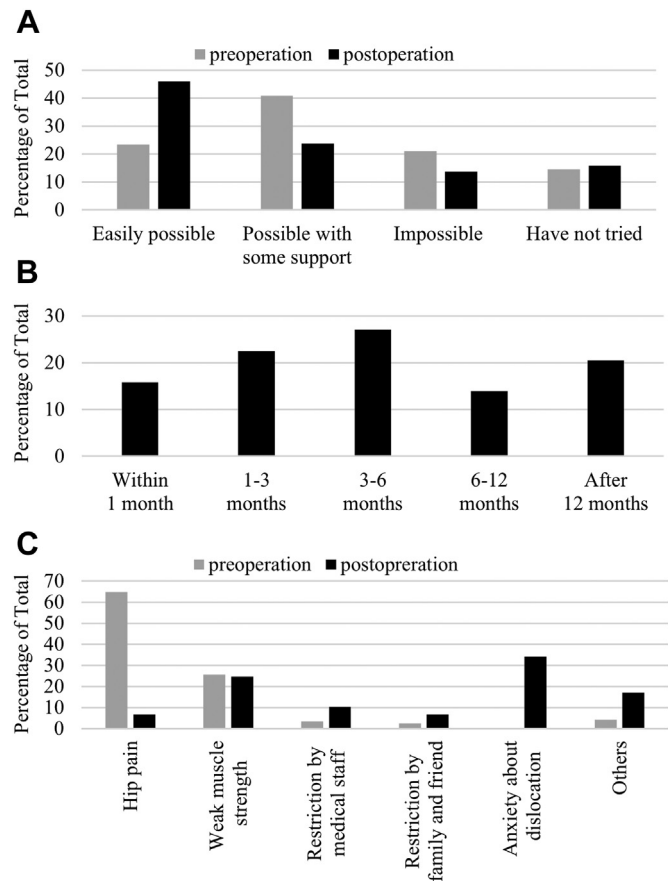 A
preoperation postoperation
Percentage of Total
50
40
30
20
10
0
Easily possible
Possible with
some support
Impossible
Have not tried
B
Percentage of Total
30
20
10
0
Within
1 month
1-3
months
3-6
months
6-12
months
After
12 months
C
preoperation postopreration
Percentage of Total
70
60
50
40
30
20
10
0
Hip pain
Weak muscle
strength
Restriction by
medical staff
Restriction by
family and friend
Anxiety about
dislocation
Others